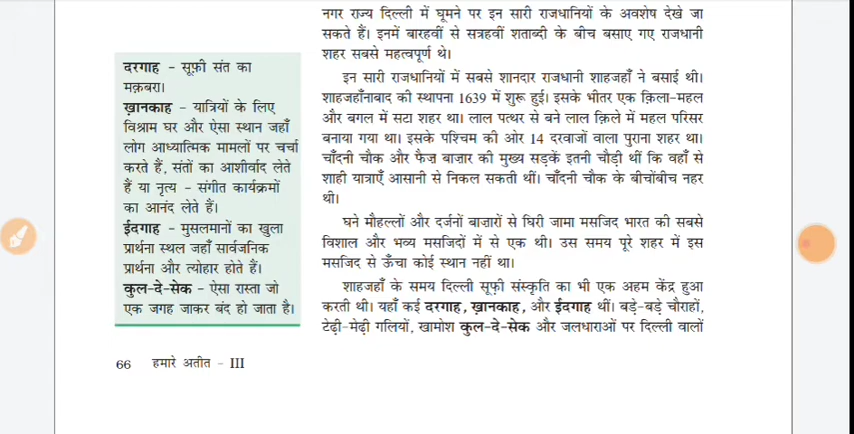 नगर राज्य दिल्ली में घूमने पर इन सारी राजधानियों के अवशेष देखे जा
सकते हैं। इनमें बारहवीं से सत्रहवीं शताब्दी के बीच बसाए गए राजधानी
शहर सबसे महत्वपूर्ण थे।
इन सारी राजधानियों में सबसे शानदार राजधानी शाहजहाँ ने बसाई थी।
शाहजहाँनाबाद की स्थापना 1639 में शुरू हुई। इसके भीतर एक क़िला-महल
और बगल में सटा शहर था। लाल पत्थर से बने लाल क़िले में महल परिसर
बनाया गया था। इसके पश्चिम की ओर 14 दरवाजों वाला पुराना शहर था।
चाँदनी चौक और फैज़ बाज़ार की मुख्य सड़कें इतनी चौड़ी थीं कि वहाँ से
शाही यात्राएँ आसानी से निकल सकती थीं। चाँदनी चौक के बीचोंबीच नहर
थी।
घने मौहल्लों और दर्जनों बाज़ारों से घिरी जामा मसजिद भारत की सबसे
विशाल और भव्य मसजिदों में से एक थी। उस समय पूरे शहर में इस
मसजिद से ऊँचा कोई स्थान नहीं था।
शाहजहाँ के समय दिल्ली सूफ़ी संस्कृति का भी एक अहम केंद्र हुआ
करती थी। यहाँ कई दरगाह, ख़ानकाह, और ईदगाह थीं। बड़े-बड़े चौराहों,
टेढ़ी-मेढ़ी गलियों, खामोश कुल-दे-सेक और जलधाराओं पर दिल्ली वालों
दरगाह – सूफ़ी संत का
मक़बरा।
ख़ानकाह – यात्रियों के लिए
विश्राम घर और ऐसा स्थान जहाँ
लोग आध्यात्मिक मामलों पर चर्चा
करते हैं, संतों का आशीर्वाद लेते
हैं या नृत्य – संगीत कार्यक्रमों
का आनंद लेते हैं।
ईदगाह – मुसलमानों का खुला
प्रार्थना स्थल जहाँ सार्वजनिक
प्रार्थना और त्योहार होते हैं।
कुल-दे-सेक – ऐसा रास्ता जो
एक जगह जाकर बंद हो जाता है।
66 हमारे अतीत – III